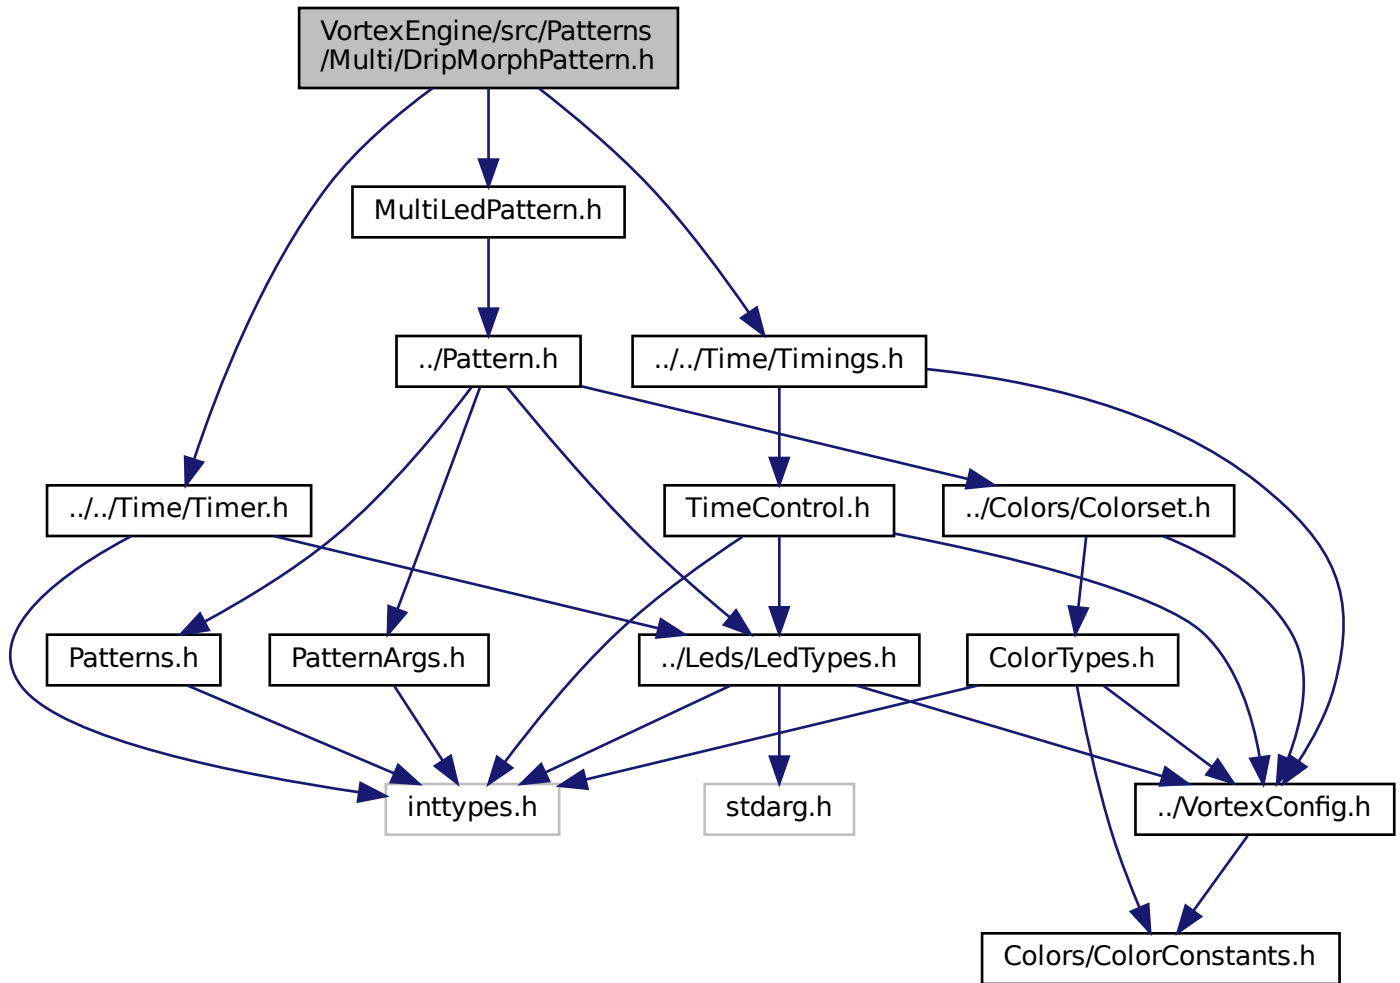 VortexEngine/src/Patterns
/Multi/DripMorphPattern.h
MultiLedPattern.h
../Pattern.h
../../Time/Timings.h
../../Time/Timer.h
TimeControl.h
../Colors/Colorset.h
Patterns.h
PatternArgs.h
../Leds/LedTypes.h
ColorTypes.h
inttypes.h
stdarg.h
../VortexConfig.h
Colors/ColorConstants.h